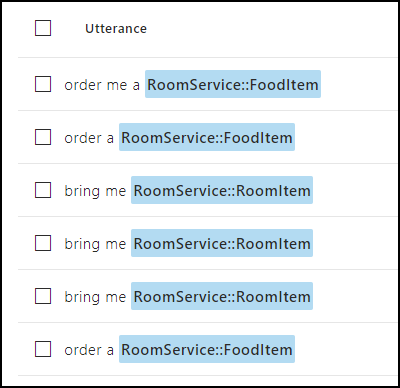 Utterance
order me a RoomService::FoodItem
order a RoomService::FoodItem
bring me RoomService::RoomItem
bring me RoomService::RoomItem
bring me RoomService::RoomItem
order a RoomService::FoodItem